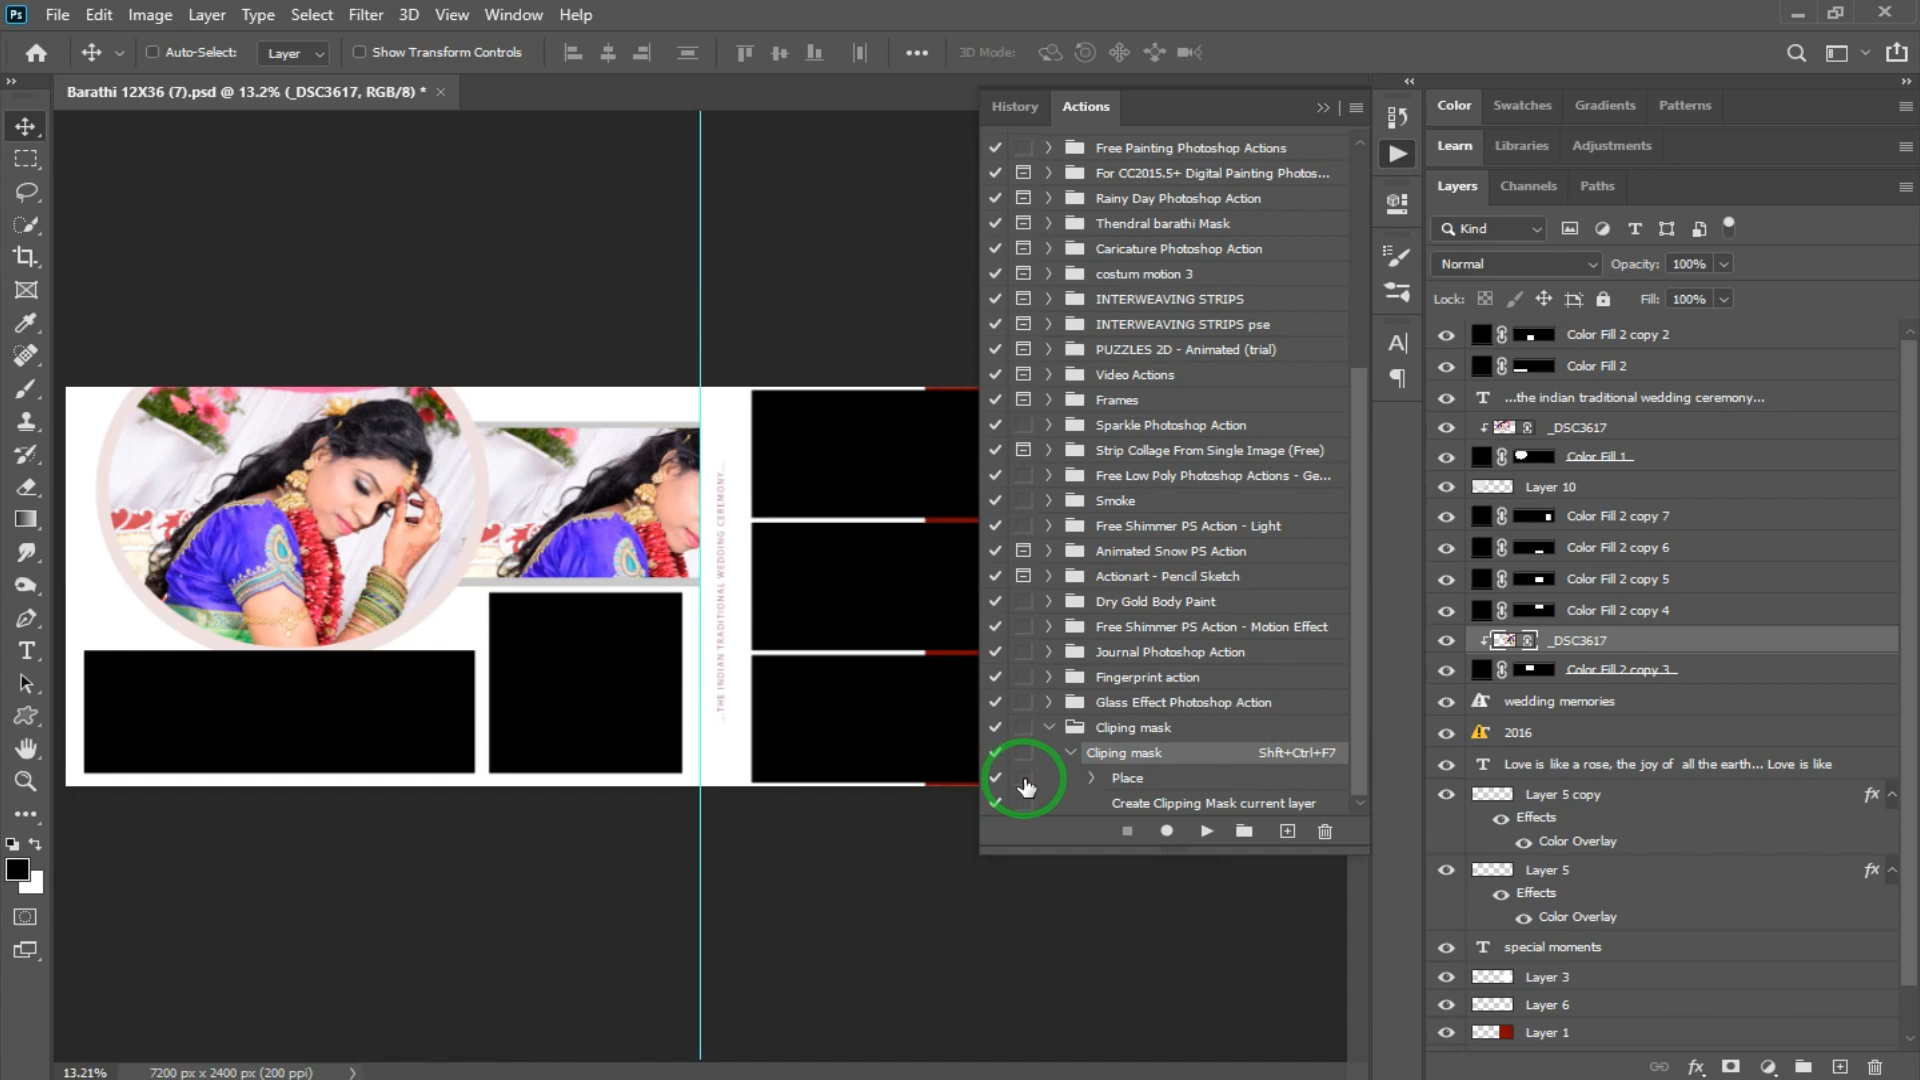 Ps File Edit Image Layer Type Select Filter 3D View Window Help
Auto-Select: Layer Show Transform Controls 3D Mode:
Barathi 12X36 (7).psd @ 13.2% (_DSC3617, RGB/8) *
...THE INDIAN TRADITIONAL WEDDING CEREMONY...
History Actions
Free Painting Photoshop Actions
For CC2015.5+ Digital Painting Photos...
Rainy Day Photoshop Action
Thendral barathi Mask
Caricature Photoshop Action
costum motion 3
INTERWEAVING STRIPS
INTERWEAVING STRIPS pse
PUZZLES 2D - Animated (trial)
Video Actions
Frames
Sparkle Photoshop Action
Strip Collage From Single Image (Free)
Free Low Poly Photoshop Actions - Ge...
Smoke
Free Shimmer PS Action - Light
Animated Snow PS Action
Actionart - Pencil Sketch
Dry Gold Body Paint
Free Shimmer PS Action - Motion Effect
Journal Photoshop Action
Fingerprint action
Glass Effect Photoshop Action
Cliping mask
Cliping mask Shft+Ctrl+F7
Place
Create Clipping Mask current layer
Color Swatches Gradients Patterns
Learn Libraries Adjustments
Layers Channels Paths
Kind
Normal Opacity: 100%
Lock: Fill: 100%
Color Fill 2 copy 2
Color Fill 2
...the indian traditional wedding ceremony...
_DSC3617
Color Fill 1
Layer 10
Color Fill 2 copy 7
Color Fill 2 copy 6
Color Fill 2 copy 5
Color Fill 2 copy 4
_DSC3617
Color Fill 2 copy 3
wedding memories
2016
Love is like a rose, the joy of all the earth... Love is like
Layer 5 copy fx
Effects
Color Overlay
Layer 5 fx
Effects
Color Overlay
special moments
Layer 3
Layer 6
Layer 1
13.21% 7200 px x 2400 px (200 ppi)